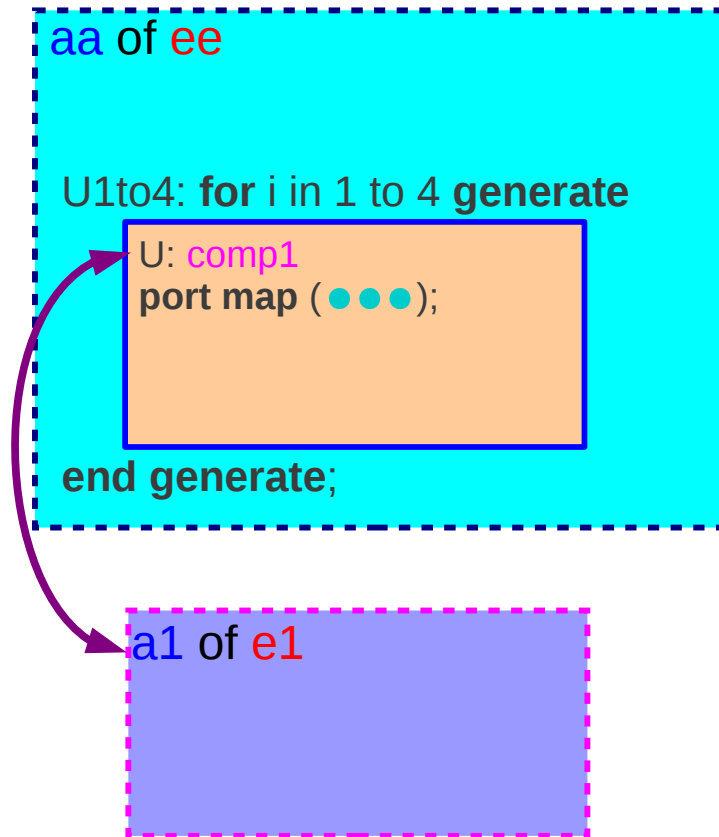 aa of ee
U1to4: for i in 1 to 4 generate
U: comp1
port map (●●●);
end generate;
a1 of e1